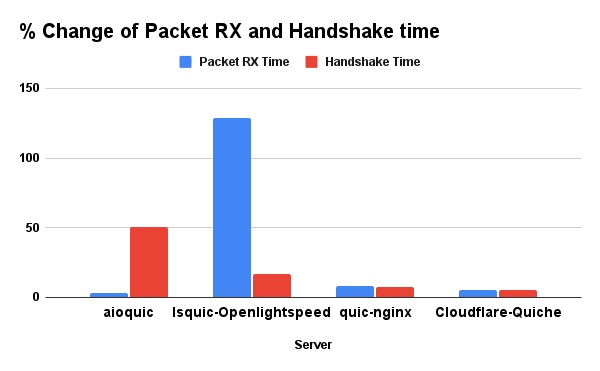 % Change of Packet RX and Handshake time
Packet RX Time Handshake Time
150
100
50
0
aioquic lsquic-Openlightspeed quic-nginx Cloudflare-Quiche
Server